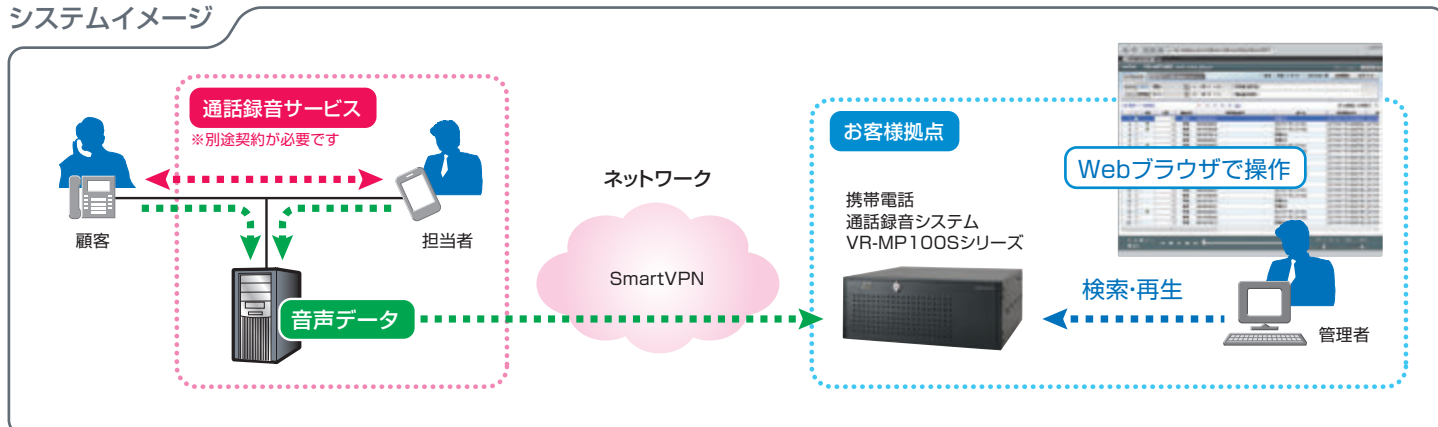 システムイメージ
通話録音サービス
※別途契約が必要です
顧客
担当者
音声データ
ネットワーク
SmartVPN
お客様拠点
携帯電話
通話録音システム
VR-MP100Sシリーズ
Webブラウザで操作
検索・再生
管理者